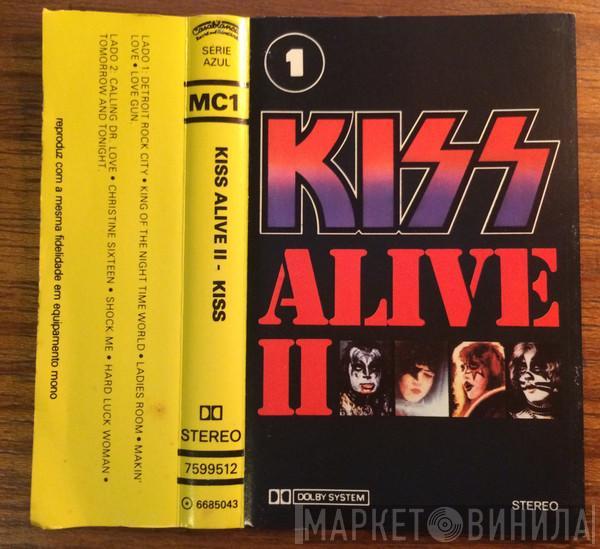 LADO 1: DETROIT ROCK CITY • KING OF THE NIGHT TIME WORLD • LADIES ROOM • MAKIN'
LOVE • LOVE GUN.
LADO 2: CALLING DR. LOVE • CHRISTINE SIXTEEN • SHOCK ME • HARD LUCK WOMAN •
TOMORROW AND TONIGHT.
reproduz com a mesma fidelidade em equipamento mono
Casablanca
SÉRIE
AZUL
MC1
KISS ALIVE II - KISS
STEREO
7599512
6685043
1
KISS
ALIVE
II
DOLBY SYSTEM
STEREO
МАРКЕТ ВИНИЛА